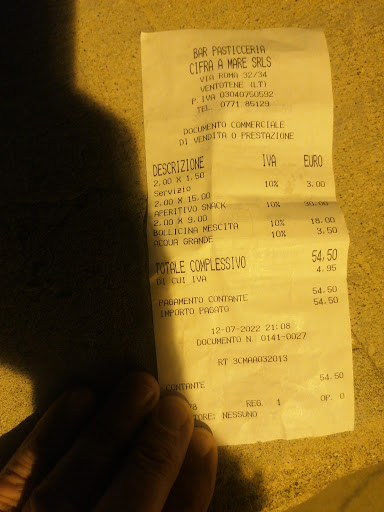 BAR PASTICCERIA
CIFRA A MARE SRLS
VIA ROMA 32/34
VENTOTENE (LT)
P.IVA 03040750592
TEL. 0771 85129
DOCUMENTO COMMERCIALE
DI VENDITA O PRESTAZIONE
DESCRIZIONE IVA EURO
2.00 X 1.50
Servizio 10% 3.00
2.00 X 15.00
APERITIVO SNACK 10% 30.00
2.00 X 9.00
BOLLICINA MESCITA 10% 18.00
ACQUA GRANDE 10% 3.50
TOTALE COMPLESSIVO 54.50
DI CUI IVA 4.95
PAGAMENTO CONTANTE 54.50
IMPORTO PAGATO 54.50
12-07-2022 21:08
DOCUMENTO N. 0141-0027
RT 3CMAA032013
CONTANTE 54.50
REG. 1 OP. 0
NESSUNO